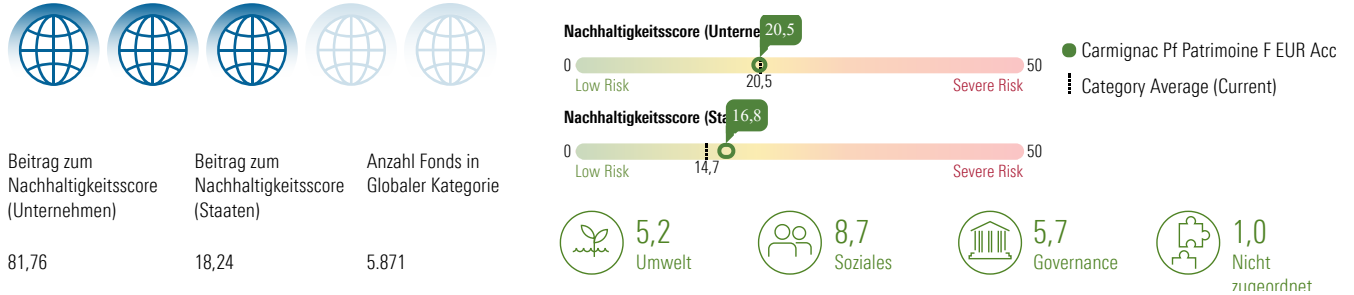 Nachhaltigkeitsscore (Unterne
20,5
0
50
Low Risk
20,5
Severe Risk
Carmignac Pf Patrimoine F EUR Acc
Category Average (Current)
Nachhaltigkeitsscore (Sta
16,8
0
50
Low Risk
14,7
Severe Risk
Beitrag zum
Nachhaltigkeitsscore
(Unternehmen)
81,76
Beitrag zum
Nachhaltigkeitsscore
(Staaten)
18,24
Anzahl Fonds in
Globaler Kategorie
5.871
5,2
Umwelt
8,7
Soziales
5,7
Governance
1,0
Nicht
zugeordnet